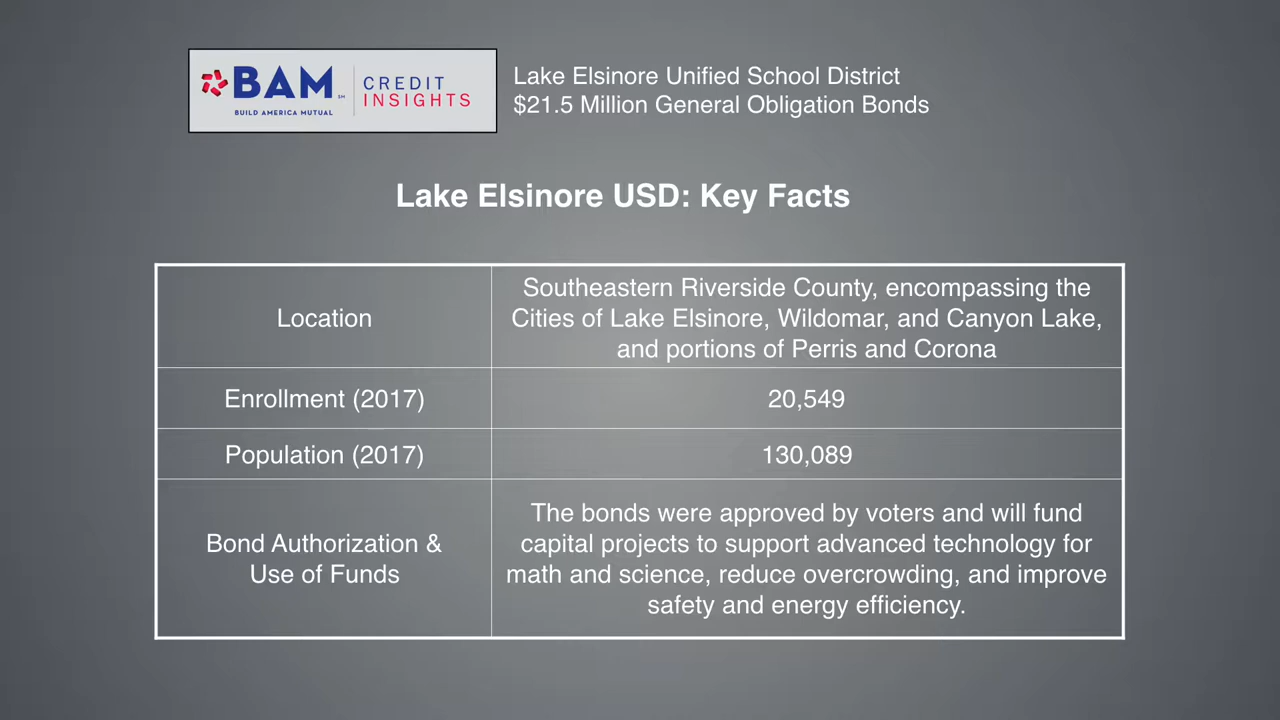 BAM SM
BUILD AMERICA MUTUAL
CREDIT
INSIGHTS
Lake Elsinore Unified School District
$21.5 Million General Obligation Bonds
Lake Elsinore USD: Key Facts
Location
Southeastern Riverside County, encompassing the
Cities of Lake Elsinore, Wildomar, and Canyon Lake,
and portions of Perris and Corona
Enrollment (2017)
20,549
Population (2017)
130,089
Bond Authorization &
Use of Funds
The bonds were approved by voters and will fund
capital projects to support advanced technology for
math and science, reduce overcrowding, and improve
safety and energy efficiency.